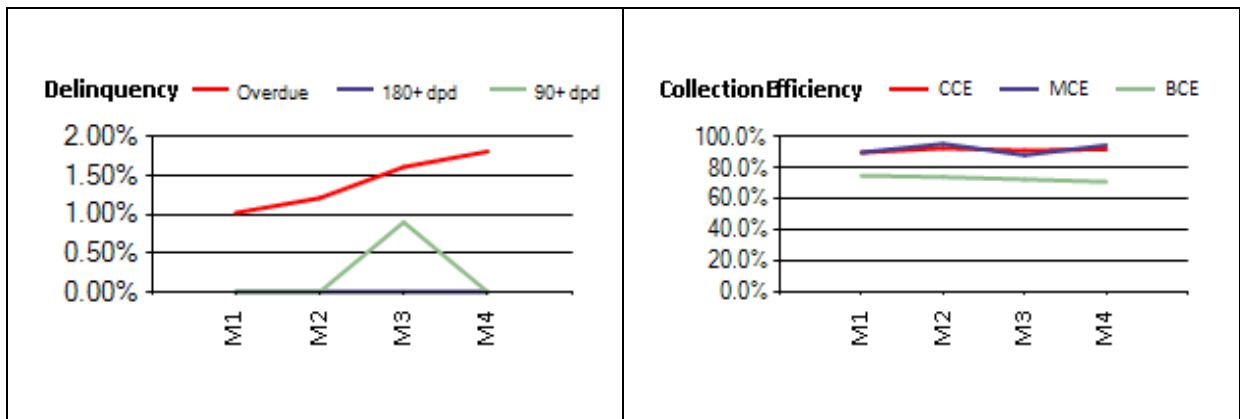 Delinquency Overdue 180+ dpd 90+ dpd
2.00%
1.50%
1.00%
0.50%
0.00%
M1 M2 M3 M4
Collection Efficiency CCE MCE BCE
100.0%
80.0%
60.0%
40.0%
20.0%
0.0%
M1 M2 M3 M4